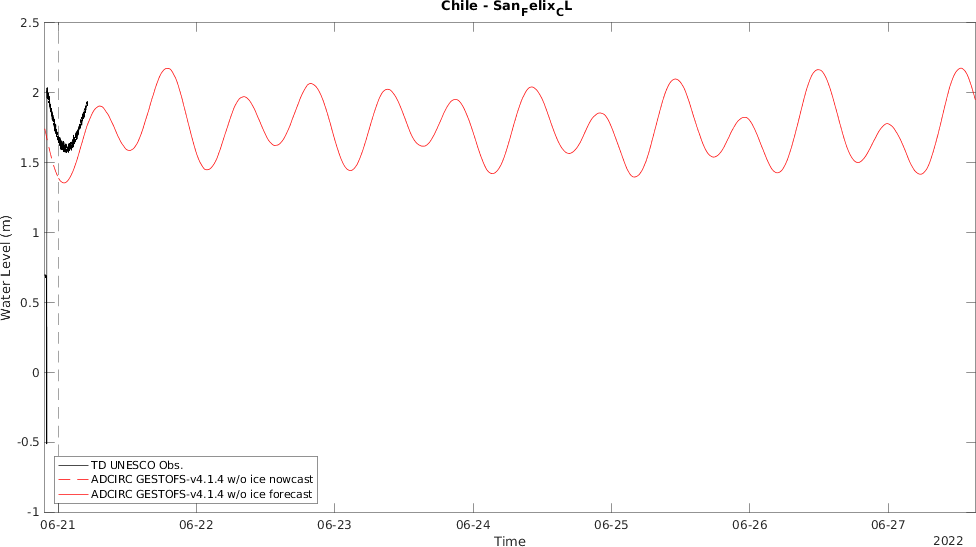 Chile - San_Felix_CL
2.5
2
1.5
1
0.5
0
-0.5
-1
Water Level (m)
TD UNESCO Obs.
ADCIRC GESTOFS-v4.1.4 w/o ice nowcast
ADCIRC GESTOFS-v4.1.4 w/o ice forecast
06-21 06-22 06-23 06-24 06-25 06-26 06-27
Time
2022